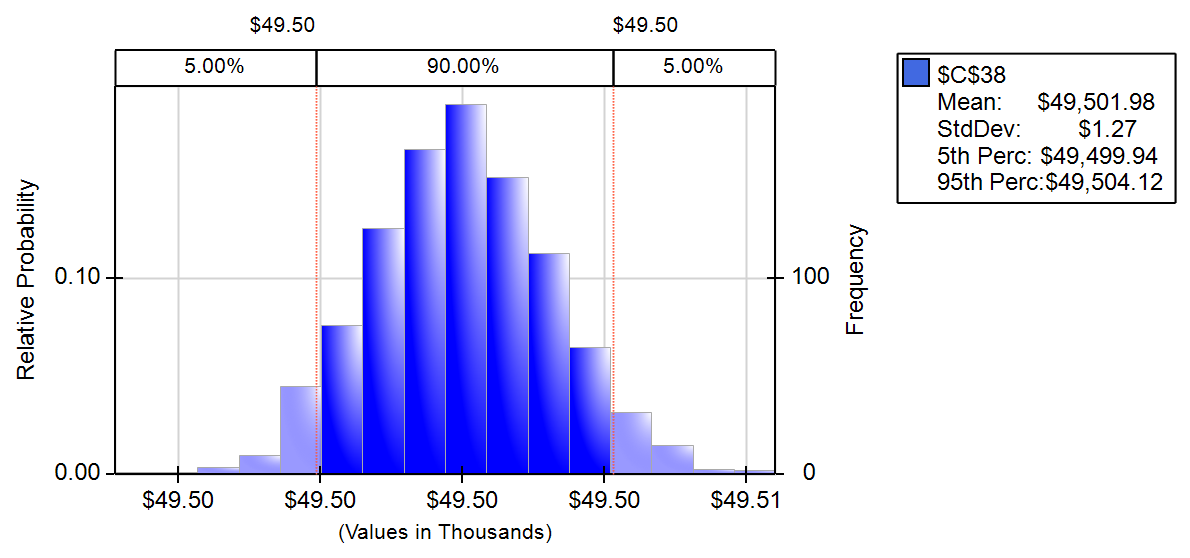 $49.50 $49.50
5.00% 90.00% 5.00%
$C$38
Mean: $49,501.98
StdDev: $1.27
5th Perc: $49,499.94
95th Perc:$49,504.12
Relative Probability
0.10
0.00
100
0
Frequency
$49.50 $49.50 $49.50 $49.50 $49.51
(Values in Thousands)